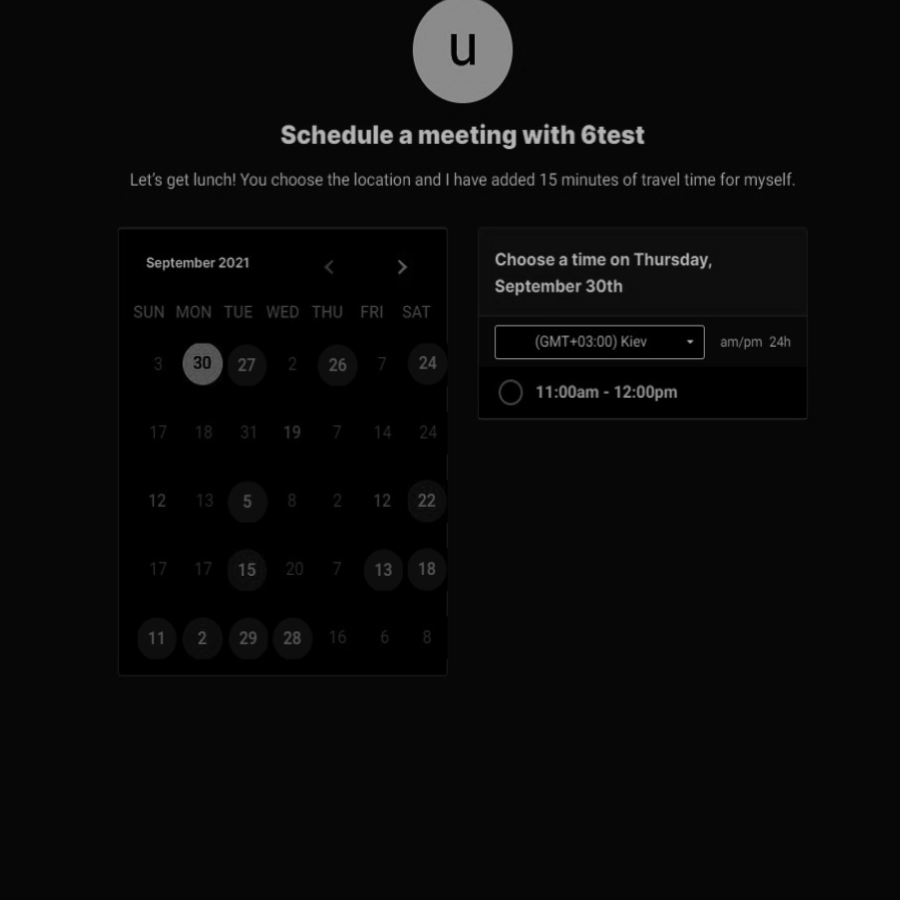 u
Schedule a meeting with 6test
Let's get lunch! You choose the location and I have added 15 minutes of travel time for myself.
September 2021
SUN MON TUE WED THU FRI SAT
3 30 27 2 26 7 24
17 18 31 19 7 14 24
12 13 5 8 2 12 22
17 17 15 20 7 13 18
11 2 29 28 16 6 8
Choose a time on Thursday,
September 30th
(GMT+03:00) Kiev am/pm 24h
11:00am - 12:00pm